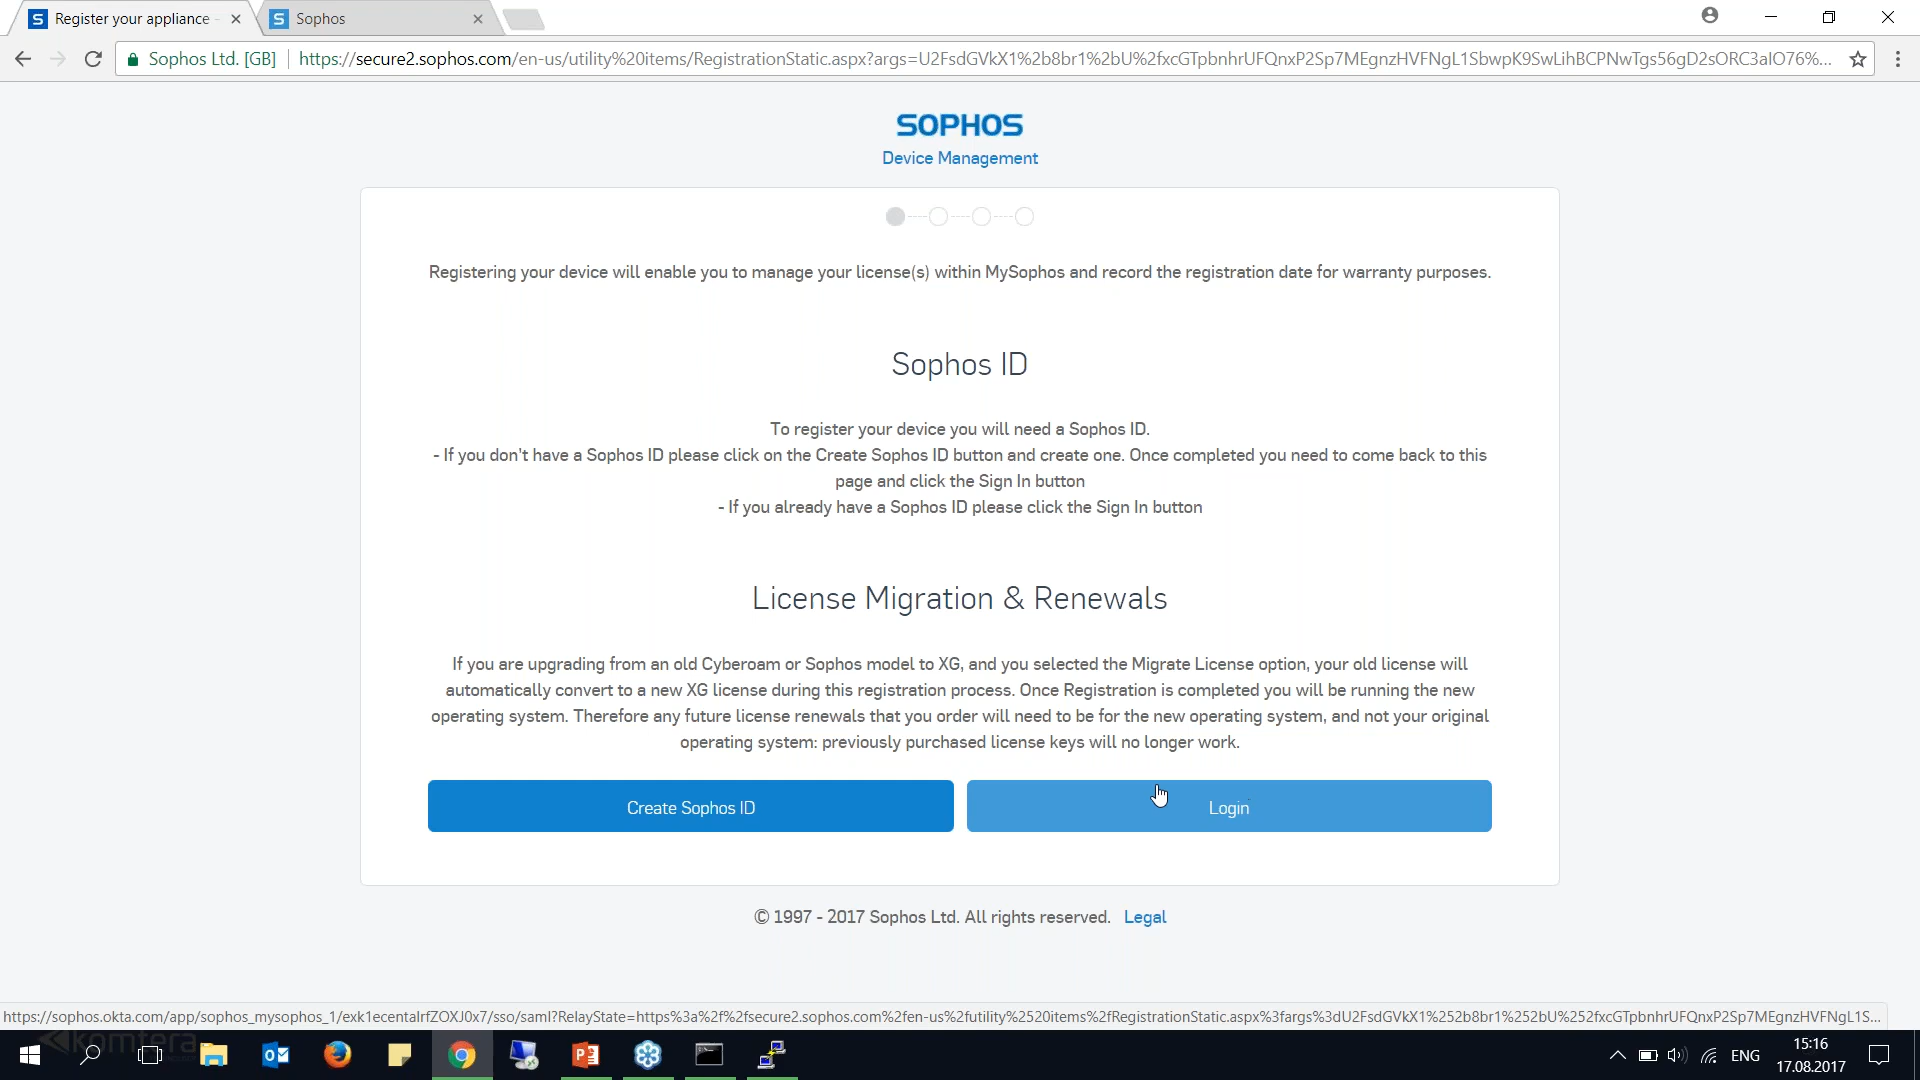 Register your appliance -
Sophos
Sophos Ltd. [GB]
https://secure2.sophos.com/en-us/utility%20items/RegistrationStatic.aspx?args=U2FsdGVkX1%2b8br1%2bU%2fxcGTpbnhrUFQnxP2Sp7MEgnzHVFNgL1SbwpK9SwLihBCPNwTgs56gD2sORC3aIO76%...
SOPHOS
Device Management
Registering your device will enable you to manage your license(s) within MySophos and record the registration date for warranty purposes.
Sophos ID
To register your device you will need a Sophos ID.
- If you don't have a Sophos ID please click on the Create Sophos ID button and create one. Once completed you need to come back to this
page and click the Sign In button
- If you already have a Sophos ID please click the Sign In button
License Migration & Renewals
If you are upgrading from an old Cyberoam or Sophos model to XG, and you selected the Migrate License option, your old license will
automatically convert to a new XG license during this registration process. Once Registration is completed you will be running the new
operating system. Therefore any future license renewals that you order will need to be for the new operating system, and not your original
operating system: previously purchased license keys will no longer work.
Create Sophos ID
Login
© 1997 - 2017 Sophos Ltd. All rights reserved. Legal
https://sophos.okta.com/app/sophos_mysophos_1/exk1ecentalrfZOXJ0x7/sso/saml?RelayState=https%3a%2f%2fsecure2.sophos.com%2fen-us%2futility%2520items%2fRegistrationStatic.aspx%3fargs%3dU2FsdGVkX1%252b8br1%252bU%252fxcGTpbnhrUFQnxP2Sp7MEgnzHVFNgL1S...
komtera
ENG
15:16
17.08.2017